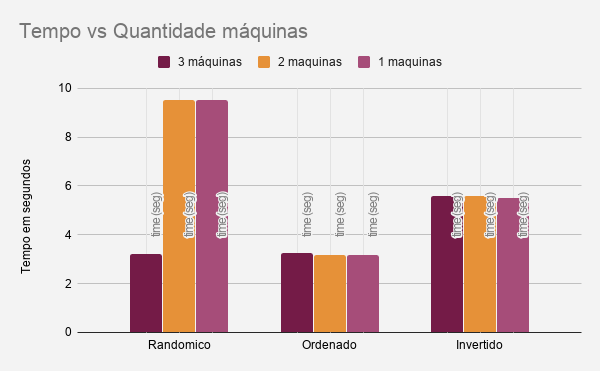 Tempo vs Quantidade máquinas
3 máquinas 2 maquinas 1 maquinas
Tempo em segundos
10
8
6
4
2
0
time (seg) time (seg) time (seg) time (seg) time (seg) time (seg) time (seg) time (seg) time (seg)
Randomico Ordenado Invertido